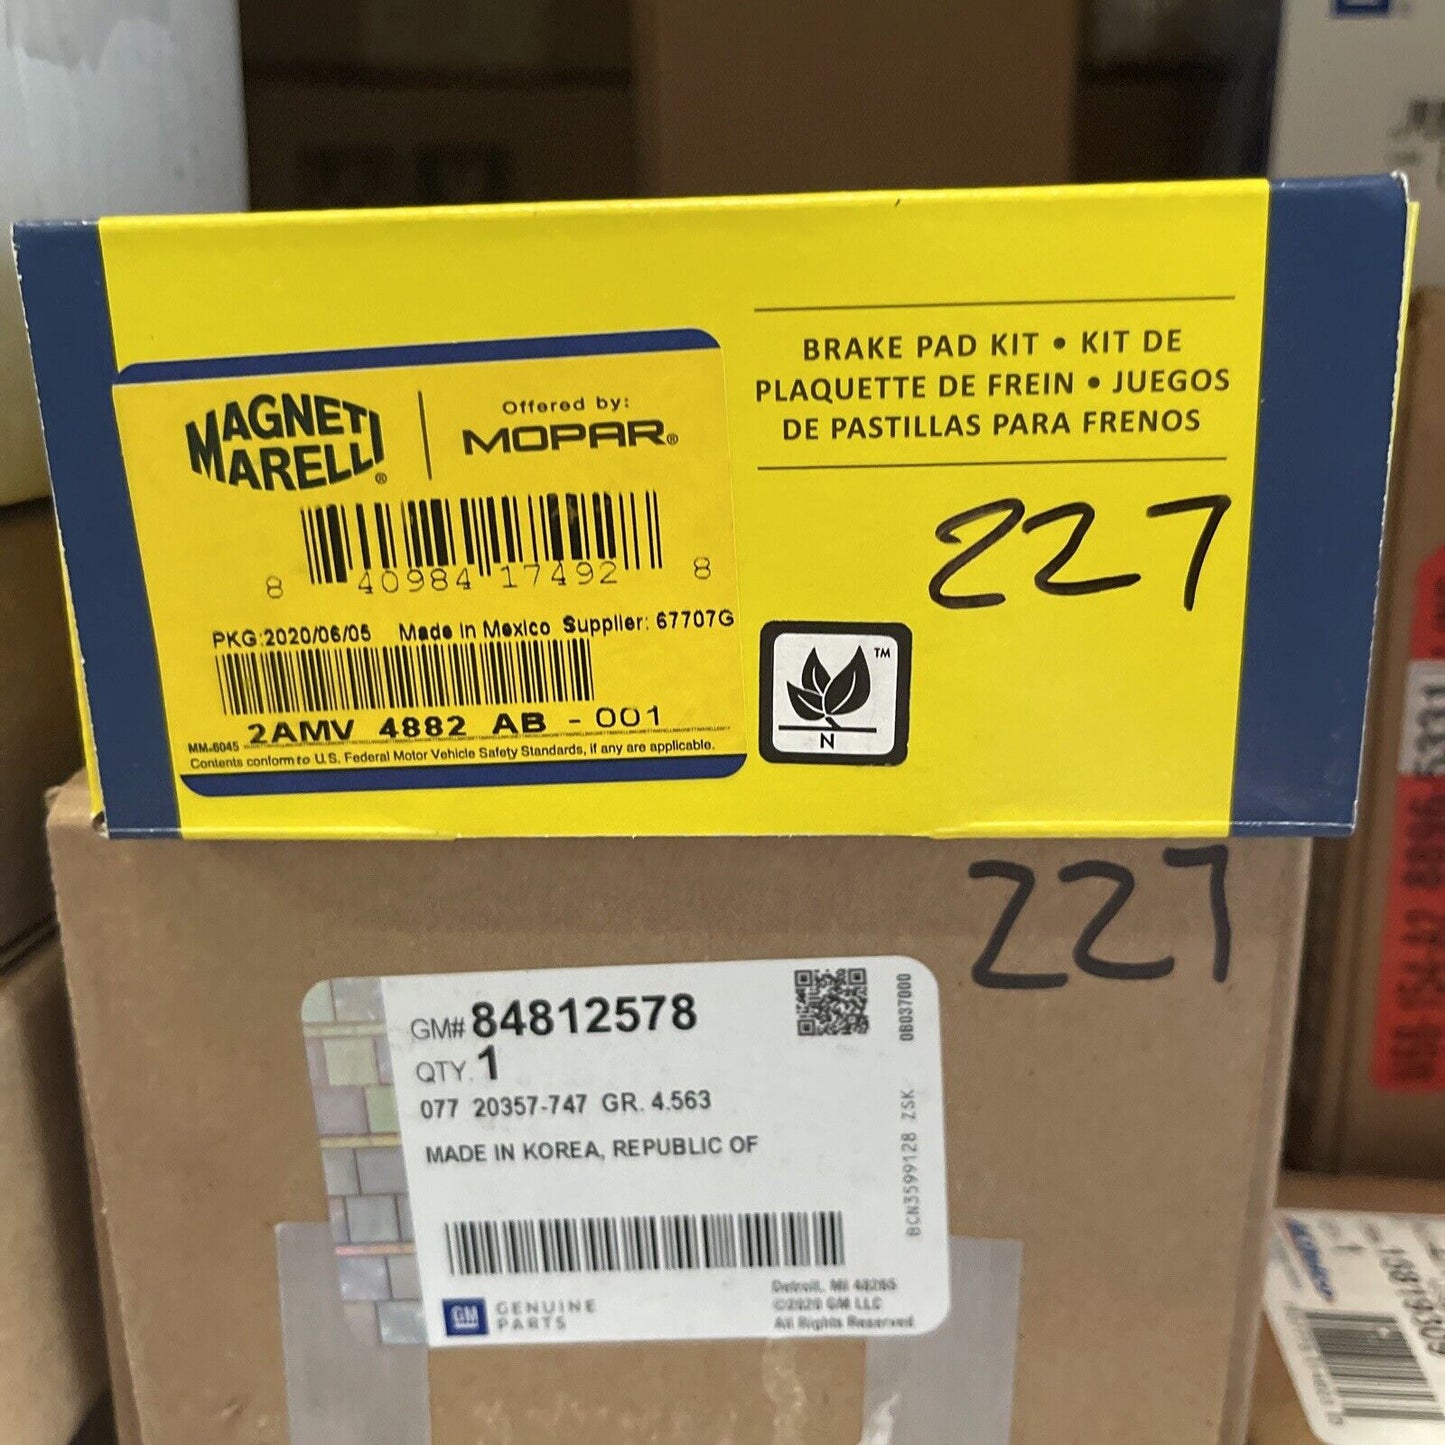 MAGNETI
MARELLI®
Offered by:
MOPAR®
8 40984 17492 8
PKG:2020/06/05 Made in Mexico Supplier: 67707G
2AMV 4882 AB - 001
MM-6045
Contents conform to U.S. Federal Motor Vehicle Safety Standards, if any are applicable.
BRAKE PAD KIT • KIT DE
PLAQUETTE DE FREIN • JUEGOS
DE PASTILLAS PARA FRENOS
227
TM
N
227
GM# 84812578
QTY. 1
077 20357-747 GR. 4.563
MADE IN KOREA, REPUBLIC OF
0B037000
BCN3599128 ZSK
GM
GENUINE
PARTS
Detroit, MI 48265
©2020 GM LLC
All Rights Reserved
ACDelco